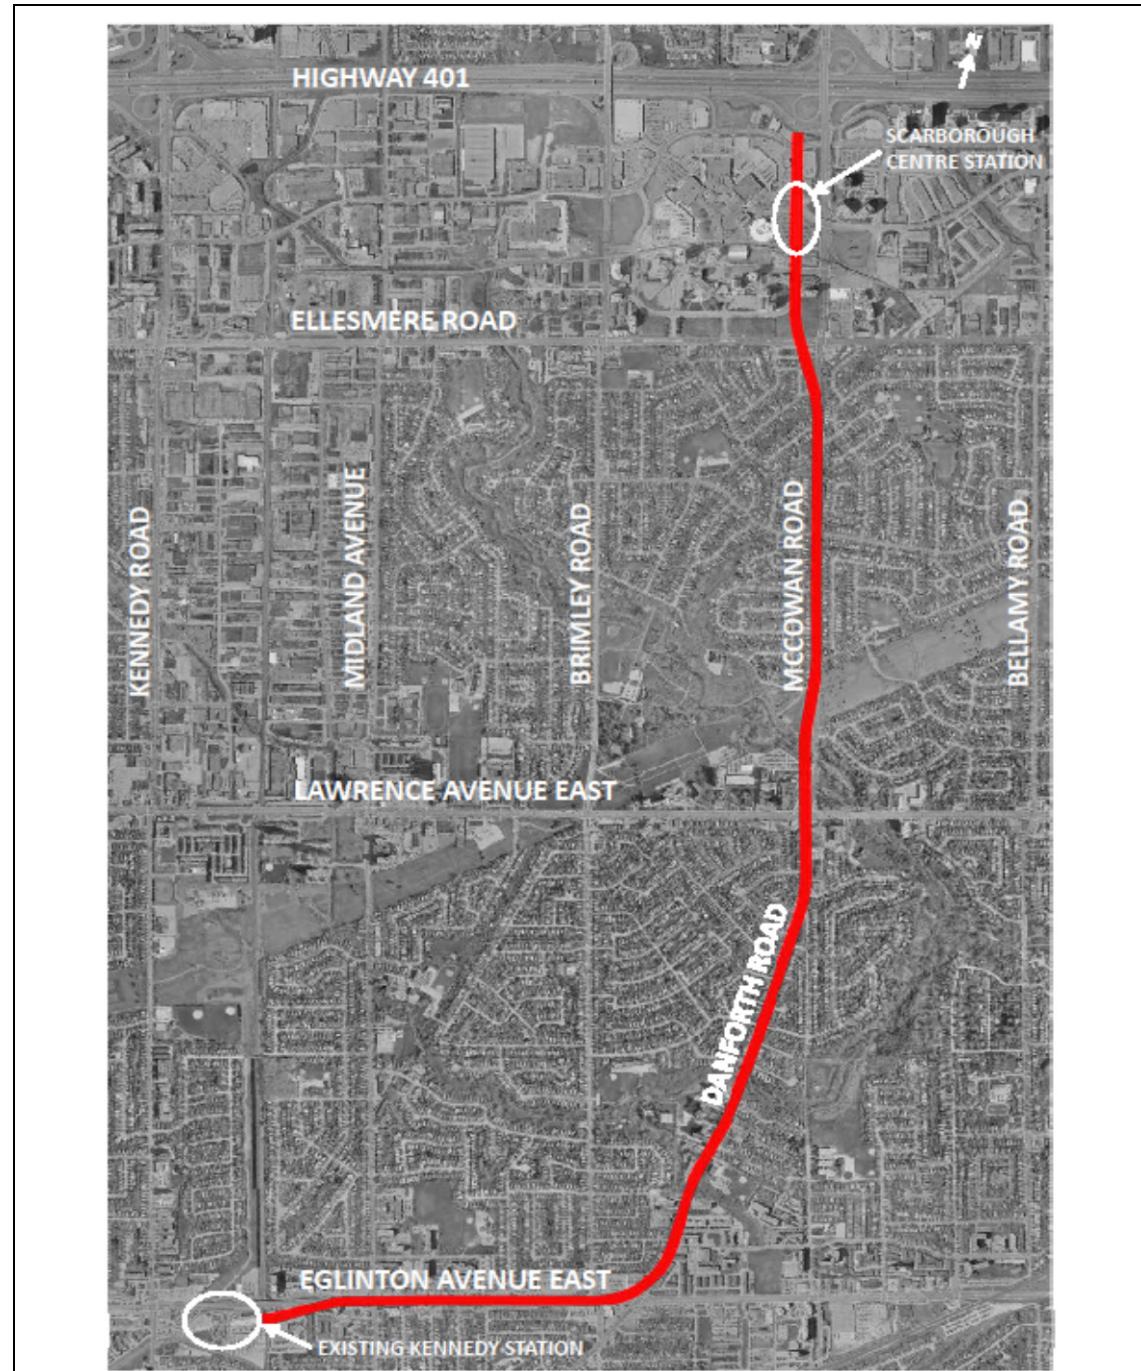 HIGHWAY 401
N
SCARBOROUGH
CENTRE STATION
ELLESMERE ROAD
KENNEDY ROAD
MIDLAND AVENUE
BRIMLEY ROAD
MCCOWAN ROAD
BELLAMY ROAD
LAWRENCE AVENUE EAST
DANFORTH ROAD
EGLINTON AVENUE EAST
EXISTING KENNEDY STATION